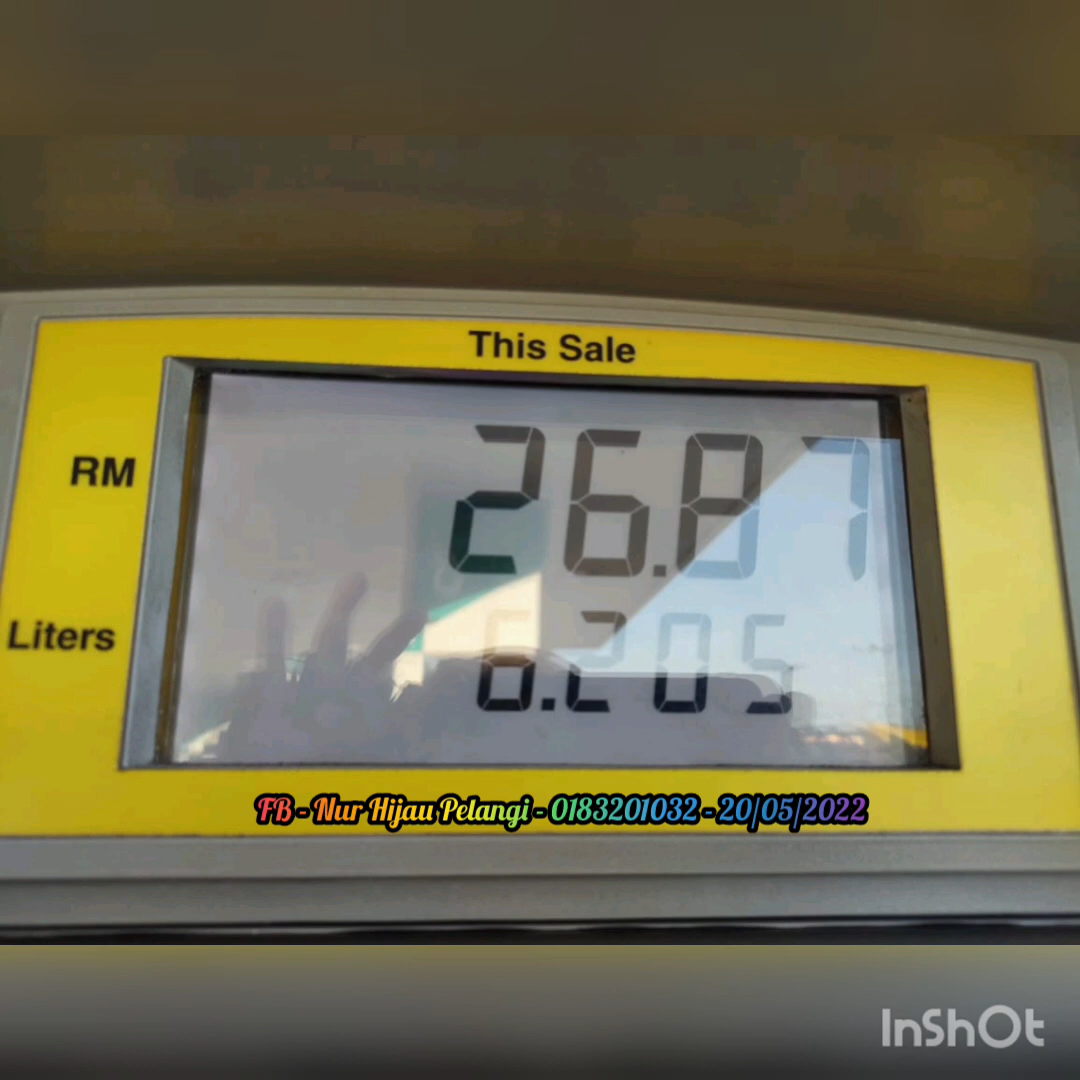 This Sale
RM 26.87
Liters 6.205
FB - Nur Hijau Pelangi - 0183201032 - 20/05/2022
InShOt